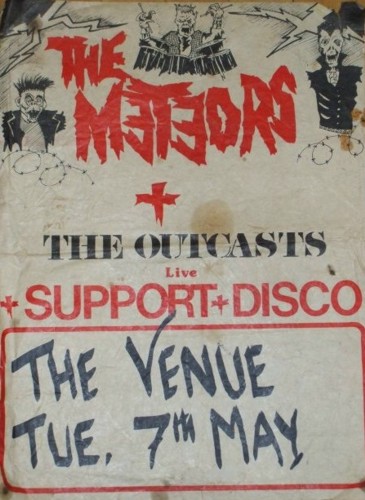 THE
METEORS
+
THE OUTCASTS
Live
+ SUPPORT + DISCO
THE VENUE
TUE. 7TH MAY